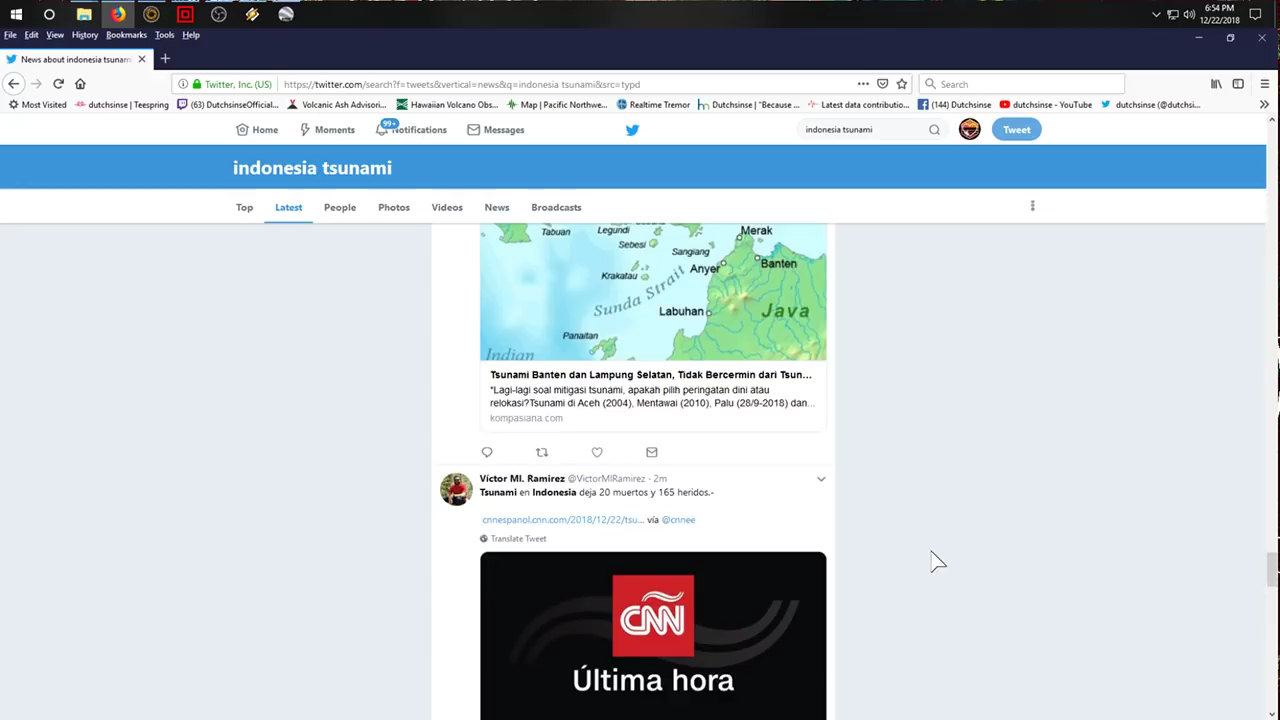 6:54 PM
12/22/2018
File Edit View History Bookmarks Tools Help
News about indonesia tsunam
Twitter, Inc. (US) https://twitter.com/search?f=tweets&vertical=news&q=indonesia tsunami&src=typd Search
Most Visited dutchsinse | Teespring (63) DutchsinseOfficial... Volcanic Ash Advisori... Hawaiian Volcano Obs... Map | Pacific Northwe... Realtime Tremor Dutchsinse | "Because ... Latest data contributio... (144) Dutchsinse dutchsinse - YouTube dutchsinse (@dutchsi...
Home Moments 99+ Notifications Messages indonesia tsunami Tweet
indonesia tsunami
Top Latest People Photos Videos News Broadcasts
Tabuan Legundi Merak
Sebesi Sangiang
Krakatau Anyer Banten
Sunda Strait
Labuhan Java
Panaitan
Indian
Tsunami Banten dan Lampung Selatan, Tidak Bercermin dari Tsun...
"Lagi-lagi soal mitigasi tsunami, apakah pilih peringatan dini atau
relokasi?Tsunami di Aceh (2004), Mentawai (2010), Palu (28/9-2018) dan...
kompasiana.com
Víctor Ml. Ramirez @VictorMlRamirez · 2m
Tsunami en Indonesia deja 20 muertos y 165 heridos.-
cnnespanol.cnn.com/2018/12/22/tsu... vía @cnnee
Translate Tweet
CNN
Última hora